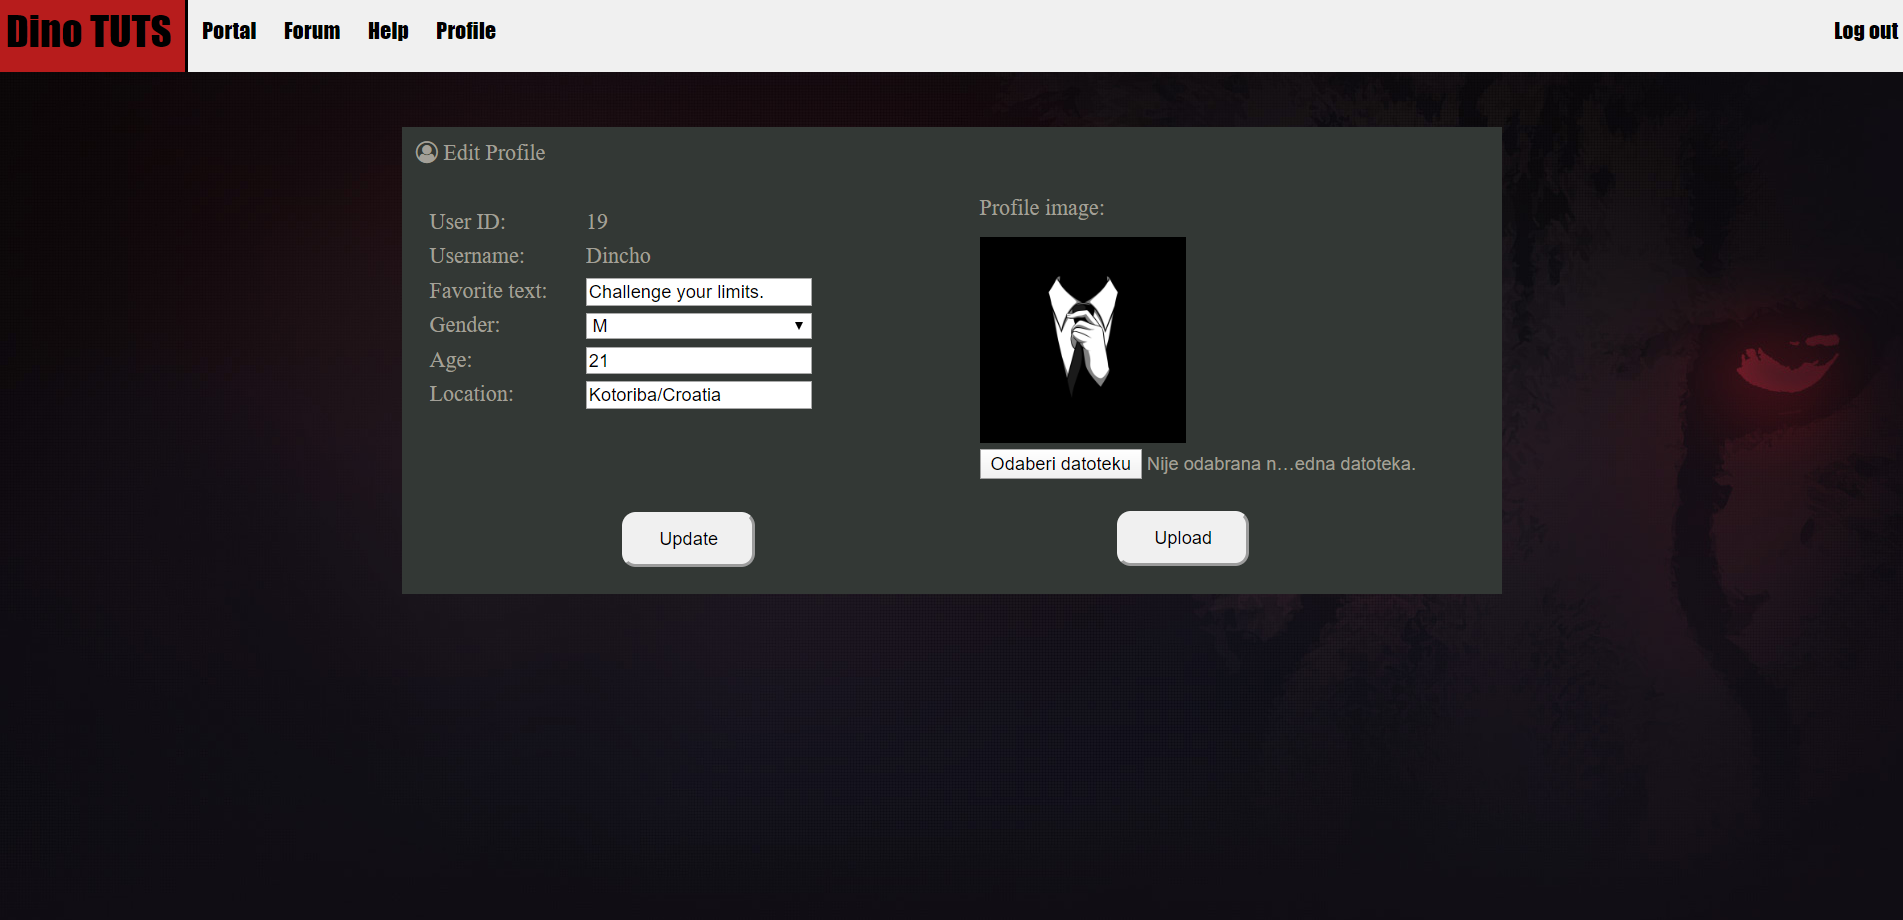 Dino TUTS Portal Forum Help Profile Log out
Edit Profile
Profile image:
User ID: 19
Username: Dincho
Favorite text: Challenge your limits.
Gender: M
Age: 21
Location: Kotoriba/Croatia
Odaberi datoteku Nije odabrana n…edna datoteka.
Update Upload